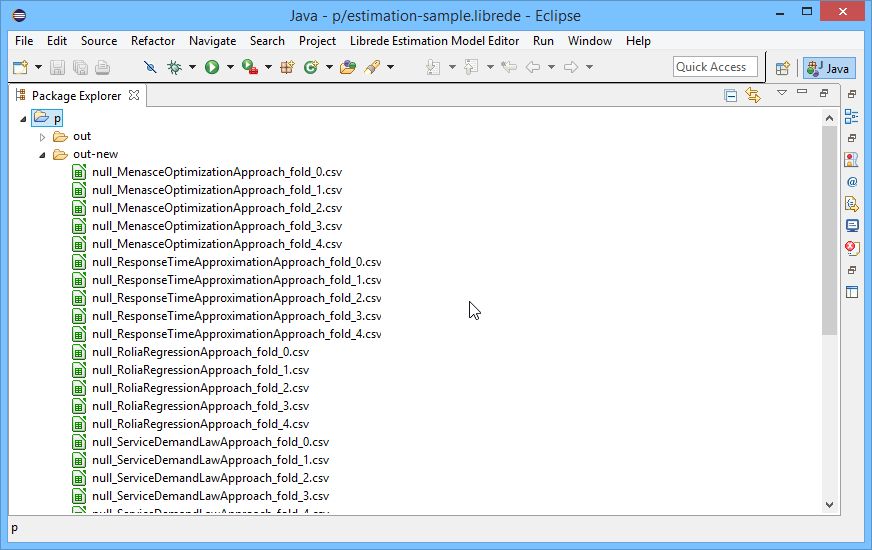 Java - p/estimation-sample.librede - Eclipse
File Edit Source Refactor Navigate Search Project Librede Estimation Model Editor Run Window Help
Quick Access Java
Package Explorer
p
out
out-new
null_MenasceOptimizationApproach_fold_0.csv
null_MenasceOptimizationApproach_fold_1.csv
null_MenasceOptimizationApproach_fold_2.csv
null_MenasceOptimizationApproach_fold_3.csv
null_MenasceOptimizationApproach_fold_4.csv
null_ResponseTimeApproximationApproach_fold_0.csv
null_ResponseTimeApproximationApproach_fold_1.csv
null_ResponseTimeApproximationApproach_fold_2.csv
null_ResponseTimeApproximationApproach_fold_3.csv
null_ResponseTimeApproximationApproach_fold_4.csv
null_RoliaRegressionApproach_fold_0.csv
null_RoliaRegressionApproach_fold_1.csv
null_RoliaRegressionApproach_fold_2.csv
null_RoliaRegressionApproach_fold_3.csv
null_RoliaRegressionApproach_fold_4.csv
null_ServiceDemandLawApproach_fold_0.csv
null_ServiceDemandLawApproach_fold_1.csv
null_ServiceDemandLawApproach_fold_2.csv
null_ServiceDemandLawApproach_fold_3.csv
null_ServiceDemandLawApproach_fold_4.csv
p